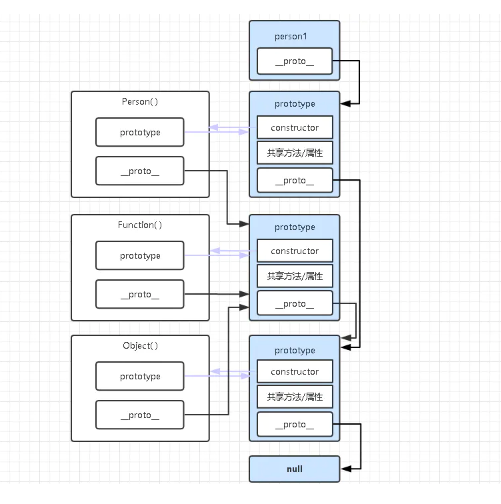 person1
__proto__
Person( )
prototype
__proto__
prototype
constructor
共享方法/属性
__proto__
Function( )
prototype
__proto__
prototype
constructor
共享方法/属性
__proto__
Object( )
prototype
__proto__
prototype
constructor
共享方法/属性
__proto__
null